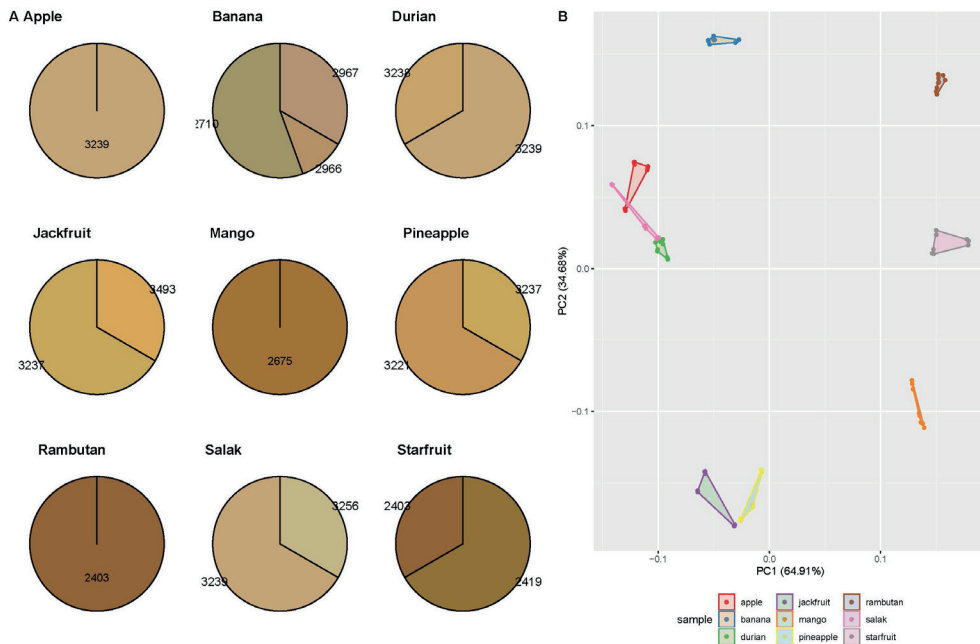 A Apple
Banana
Durian
3239
2967
2710
2966
3238
3239
Jackfruit
Mango
Pineapple
3493
3237
2675
3237
3221
Rambutan
Salak
Starfruit
2403
3256
3239
2403
2419
B
0.1
0.0
−0.1
PC2 (34.68%)
−0.1
0.0
0.1
PC1 (64.91%)
sample
apple
banana
durian
jackfruit
mango
pineapple
rambutan
salak
starfruit